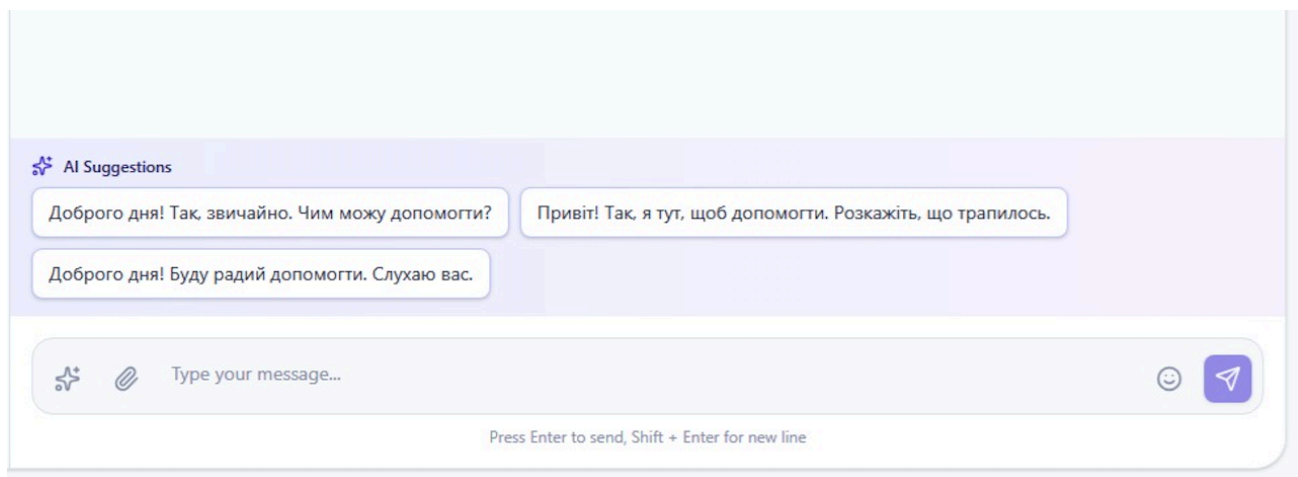 AI Suggestions
Доброго дня! Так, звичайно. Чим можу допомогти?
Привіт! Так, я тут, щоб допомогти. Розкажіть, що трапилось.
Доброго дня! Буду радий допомогти. Слухаю вас.
Type your message...
Press Enter to send, Shift + Enter for new line